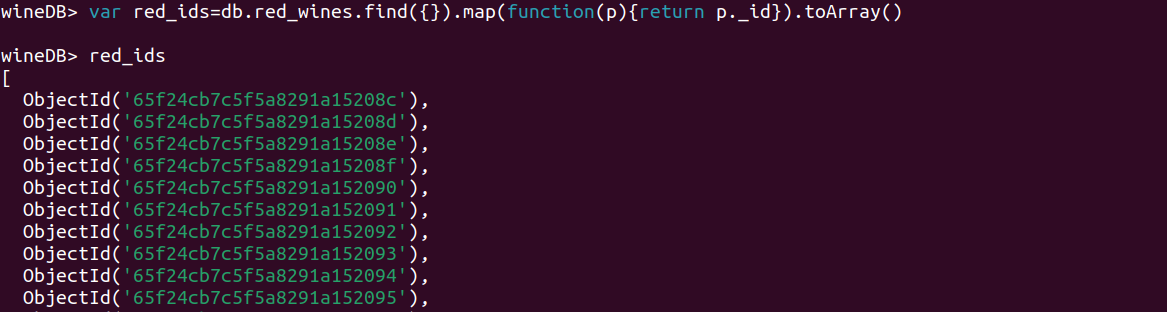 wineDB> var red_ids=db.red_wines.find({}).map(function(p){return p._id}).toArray()
wineDB> red_ids
[
ObjectId('65f24cb7c5f5a8291a15208c'),
ObjectId('65f24cb7c5f5a8291a15208d'),
ObjectId('65f24cb7c5f5a8291a15208e'),
ObjectId('65f24cb7c5f5a8291a15208f'),
ObjectId('65f24cb7c5f5a8291a152090'),
ObjectId('65f24cb7c5f5a8291a152091'),
ObjectId('65f24cb7c5f5a8291a152092'),
ObjectId('65f24cb7c5f5a8291a152093'),
ObjectId('65f24cb7c5f5a8291a152094'),
ObjectId('65f24cb7c5f5a8291a152095'),